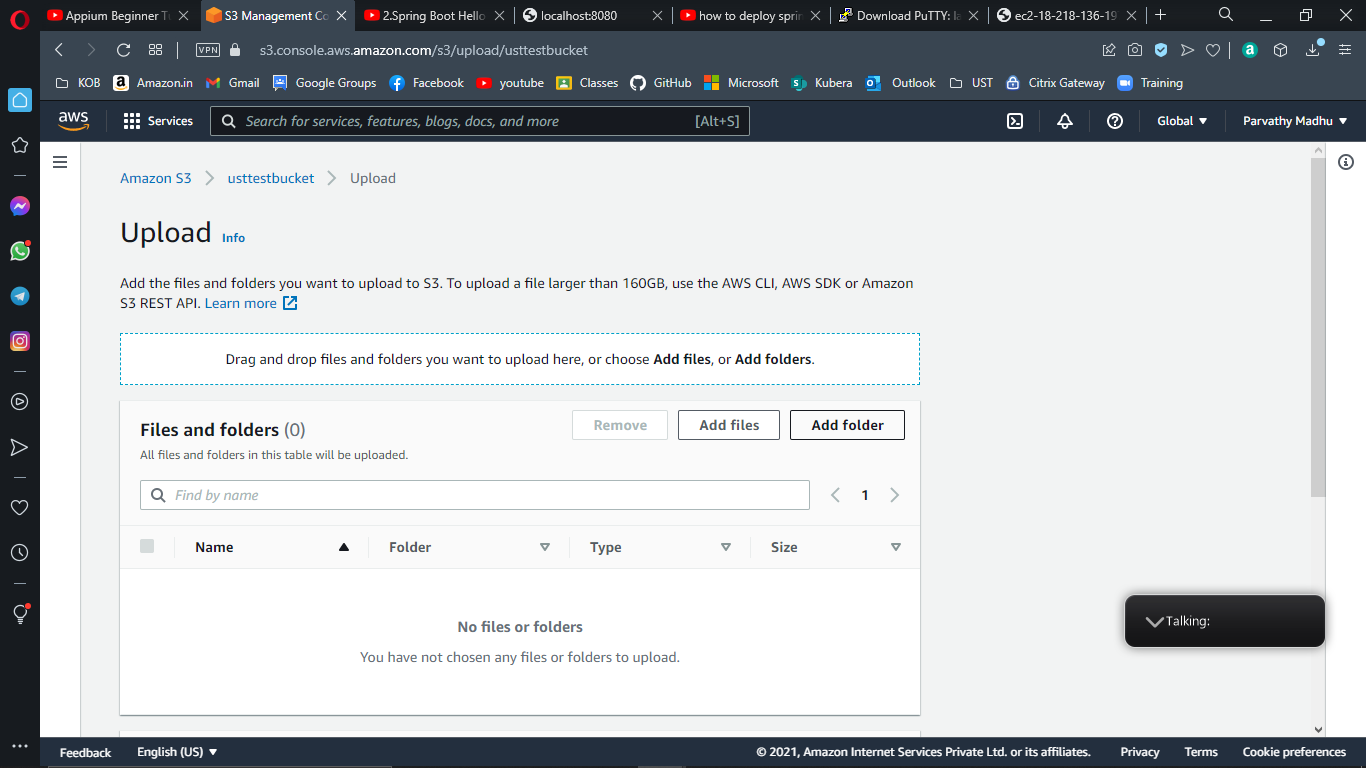 Appium Beginner Tu
S3 Management Co
2.Spring Boot Hello
localhost:8080
how to deploy sprin
Download PuTTY: la
ec2-18-218-136-19
VPN
s3.console.aws.amazon.com/s3/upload/usttestbucket
KOB
Amazon.in
Gmail
Google Groups
Facebook
youtube
Classes
GitHub
Microsoft
Kubera
Outlook
UST
Citrix Gateway
Training
aws
Services
Search for services, features, blogs, docs, and more
[Alt+S]
Global
Parvathy Madhu
Amazon S3
usttestbucket
Upload
Upload
Info
Add the files and folders you want to upload to S3. To upload a file larger than 160GB, use the AWS CLI, AWS SDK or Amazon
S3 REST API. Learn more
Drag and drop files and folders you want to upload here, or choose Add files, or Add folders.
Files and folders (0)
Remove
Add files
Add folder
All files and folders in this table will be uploaded.
Find by name
1
Name
Folder
Type
Size
No files or folders
You have not chosen any files or folders to upload.
Talking:
Feedback
English (US)
© 2021, Amazon Internet Services Private Ltd. or its affiliates.
Privacy
Terms
Cookie preferences